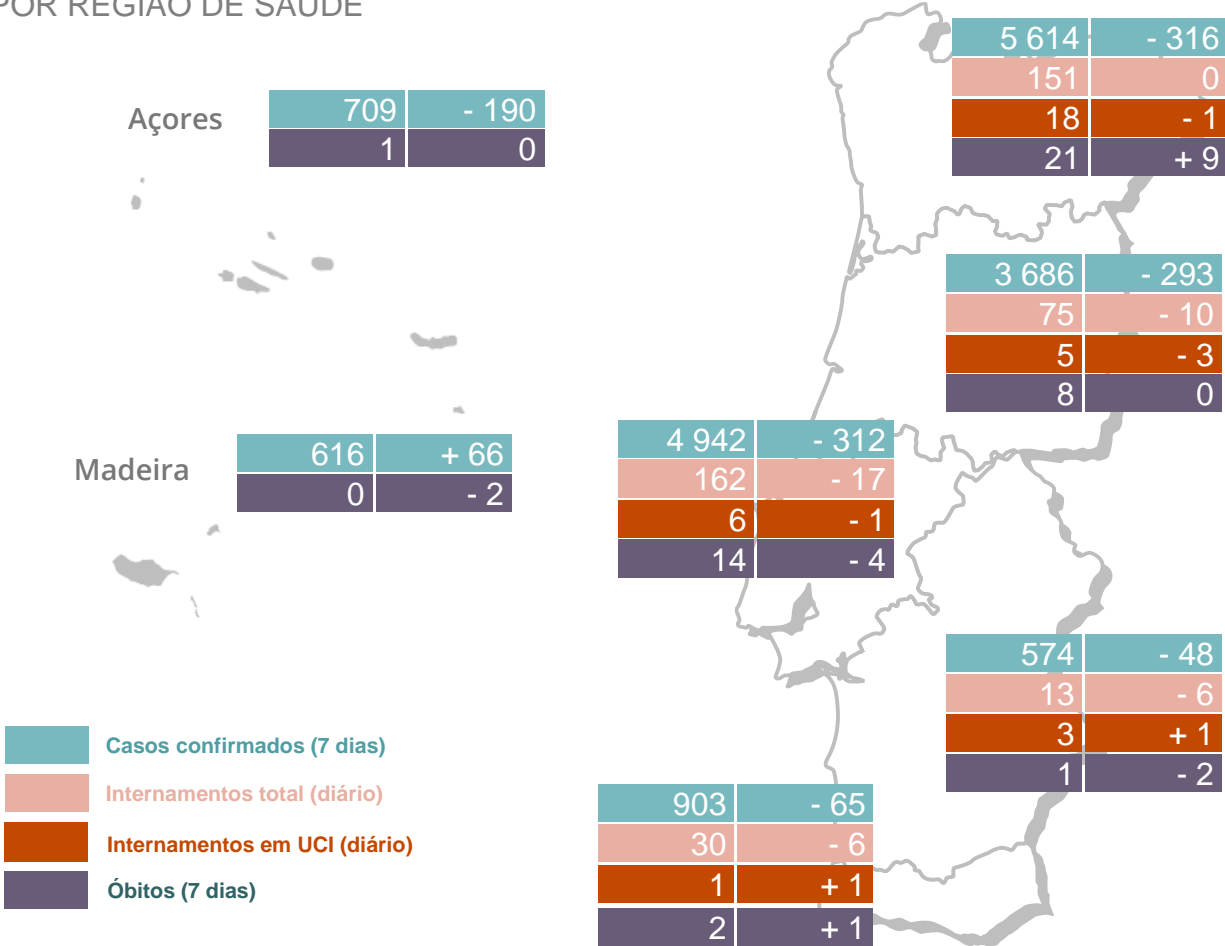 POR REGIÃO DE SAÚDE
5 614 - 316
151 0
18 - 1
21 + 9
Açores
709 - 190
1 0
3 686 - 293
75 - 10
5 - 3
8 0
Madeira
616 + 66
0 - 2
4 942 - 312
162 - 17
6 - 1
14 - 4
574 - 48
13 - 6
3 + 1
1 - 2
903 - 65
30 - 6
1 + 1
2 + 1
Casos confirmados (7 dias)
Internamentos total (diário)
Internamentos em UCI (diário)
Óbitos (7 dias)